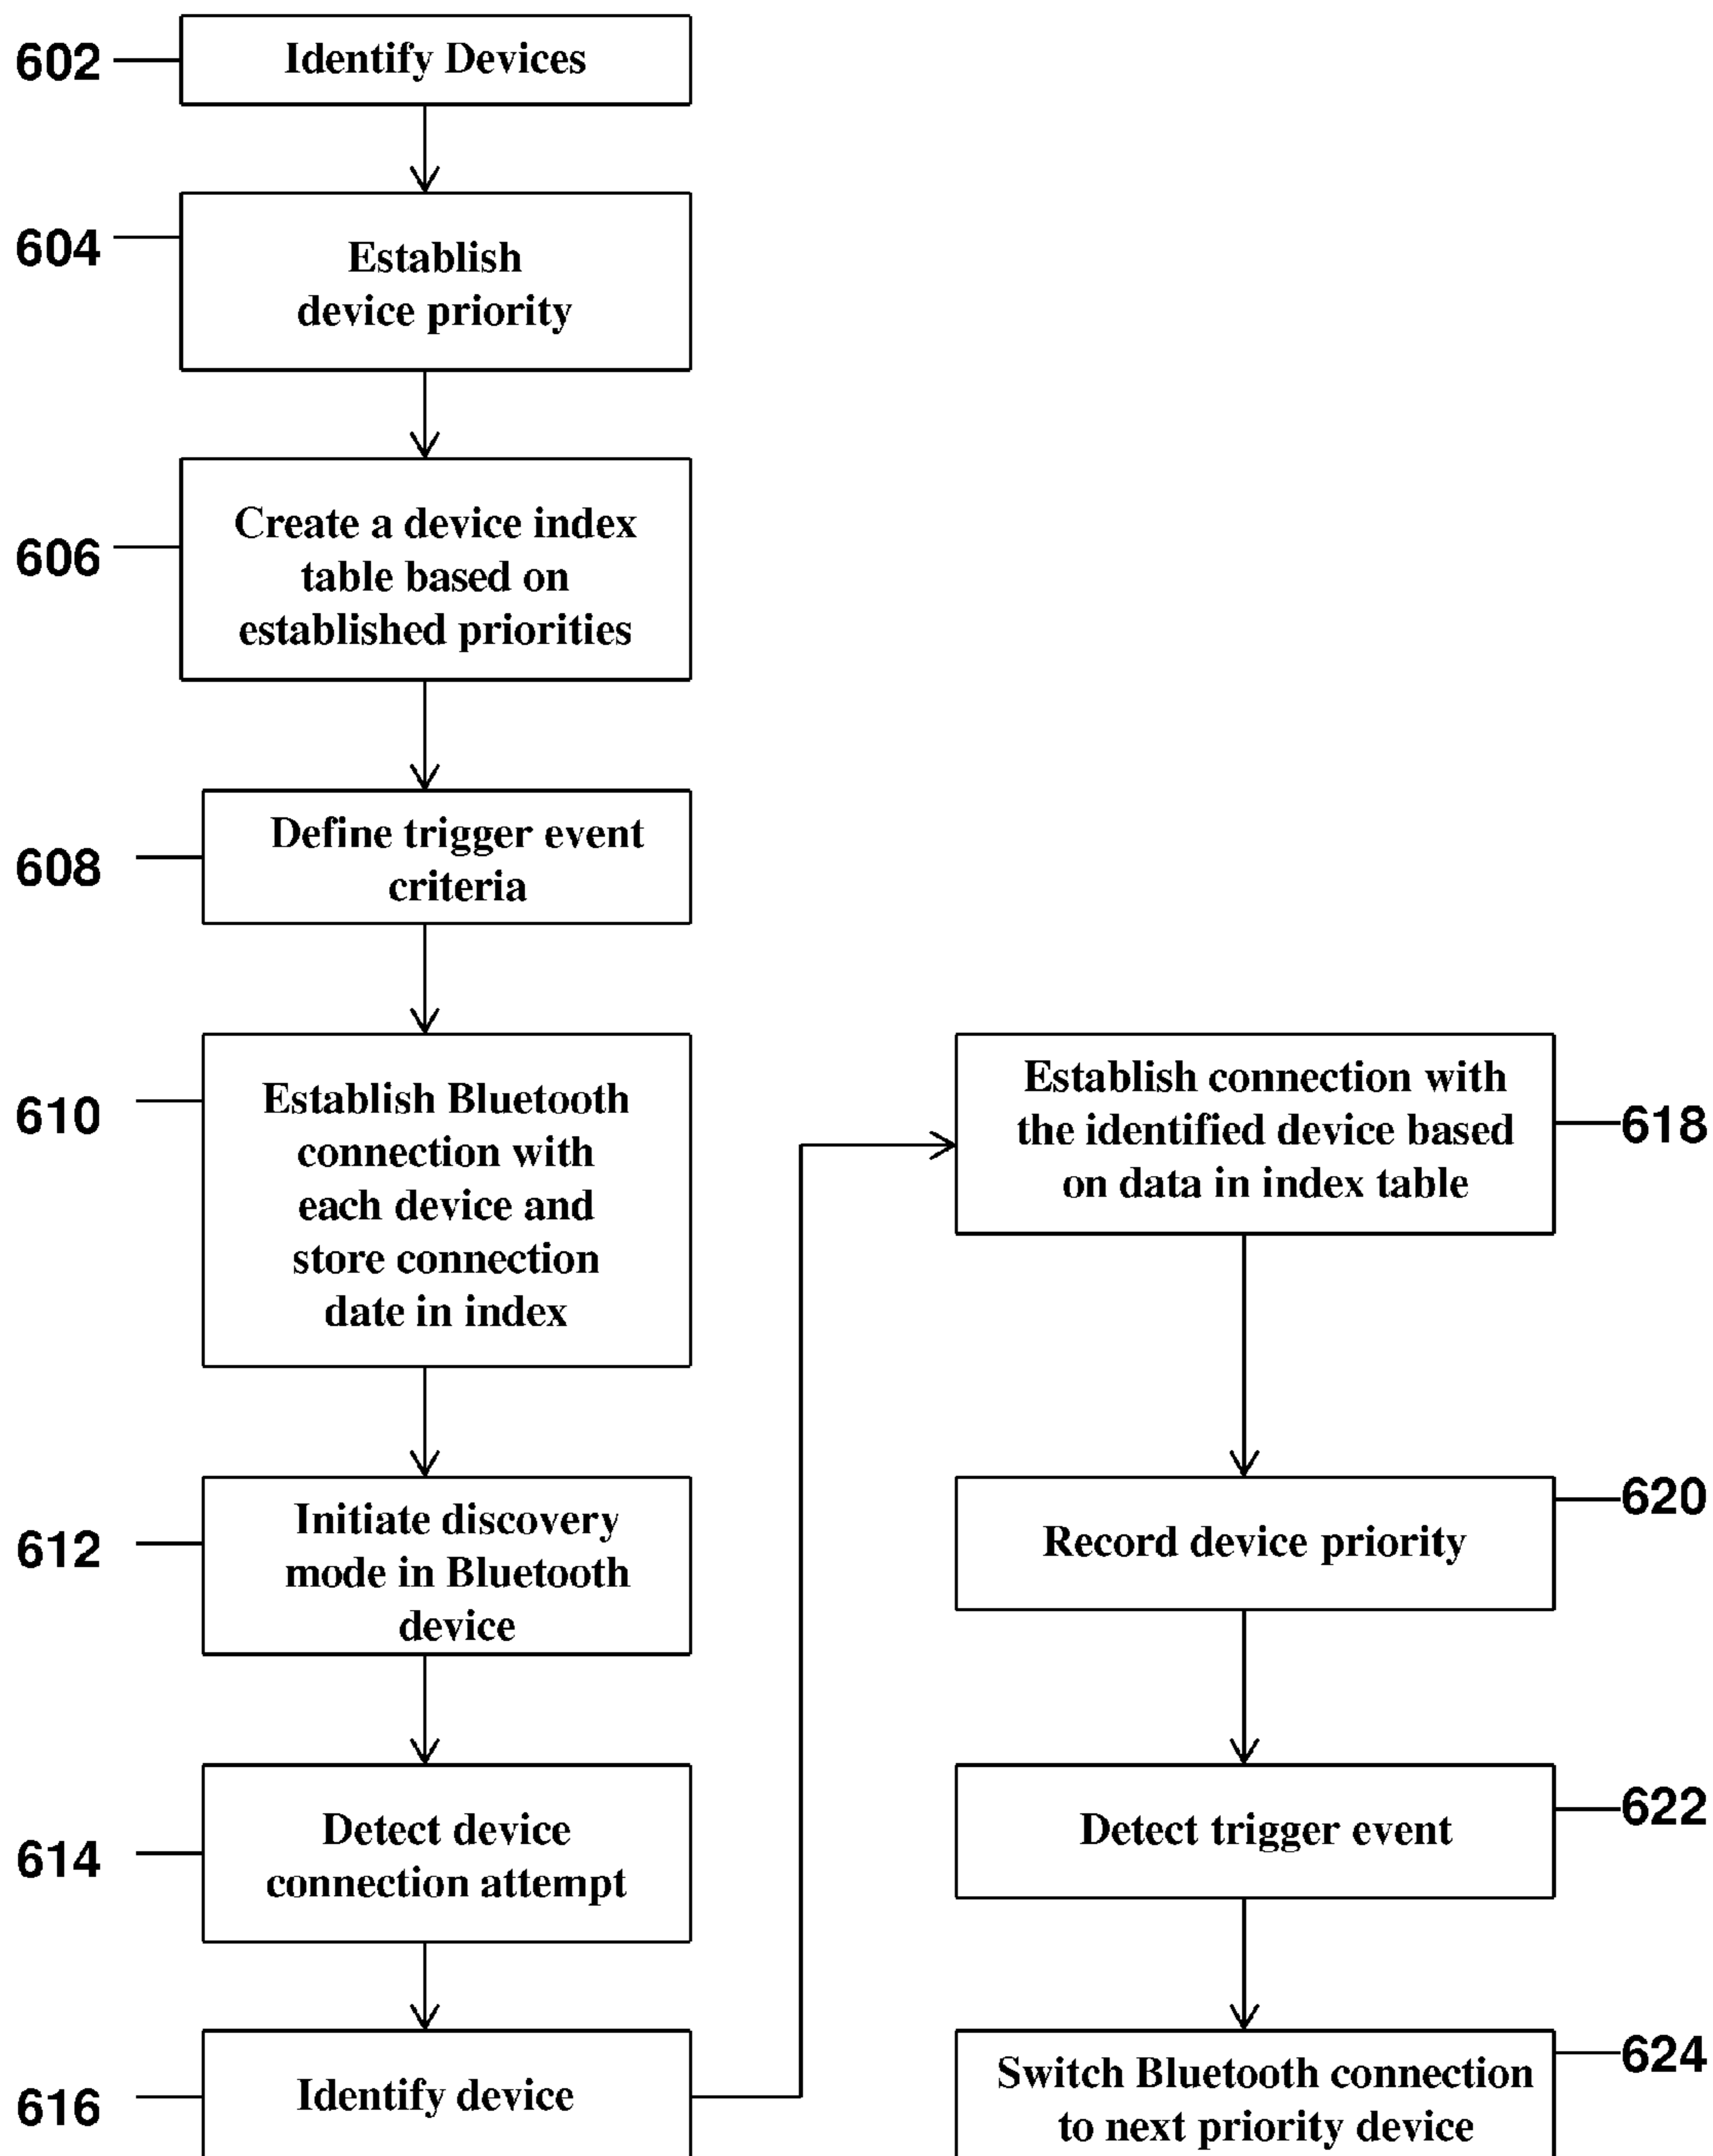 602
Identify Devices
604
Establish
device priority
606
Create a device index
table based on
established priorities
608
Define trigger event
criteria
610
Establish Bluetooth
connection with
each device and
store connection
date in index
612
Initiate discovery
mode in Bluetooth
device
614
Detect device
connection attempt
616
Identify device
Establish connection with
the identified device based
on data in index table
618
Record device priority
620
Detect trigger event
622
Switch Bluetooth connection
to next priority device
624